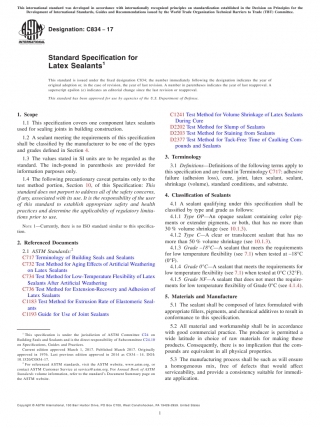 This international standard was developed in accordance with internationally recognized principles on standardization established in the Decision on Principles for the
Development of International Standards, Guides and Recommendations issued by the World Trade Organization Technical Barriers to Trade (TBT) Committee.
INTERNATIONAL
Designation: C834 − 17
Standard Specification for
Latex Sealants¹
This standard is issued under the fixed designation C834; the number immediately following the designation indicates the year of
original adoption or, in the case of revision, the year of last revision. A number in parentheses indicates the year of last reapproval. A
superscript epsilon (ε) indicates an editorial change since the last revision or reapproval.
This standard has been approved for use by agencies of the U.S. Department of Defense.
1. Scope
1.1 This specification covers one component latex sealants
used for sealing joints in building construction.
1.2 A sealant meeting the requirements of this specification
shall be classified by the manufacturer to be one of the types
and grades defined in Section 4.
1.3 The values stated in SI units are to be regarded as the
standard. The inch-pound in parenthesis are provided for
information purposes only.
1.4 The following precautionary caveat pertains only to the
test method portion, Section 10, of this Specification: This
standard does not purport to address all of the safety concerns,
if any, associated with its use. It is the responsibility of the user
of this standard to establish appropriate safety and health
practices and determine the applicability of regulatory limita-
tions prior to use.
NOTE 1—Currently, there is no ISO standard similar to this specifica-
tion.
2. Referenced Documents
2.1 ASTM Standards:²
C717 Terminology of Building Seals and Sealants
C732 Test Method for Aging Effects of Artificial Weathering
on Latex Sealants
C734 Test Method for Low-Temperature Flexibility of Latex
Sealants After Artificial Weathering
C736 Test Method for Extension-Recovery and Adhesion of
Latex Sealants
C1183 Test Method for Extrusion Rate of Elastomeric Seal-
ants
C1193 Guide for Use of Joint Sealants
¹ This specification is under the jurisdiction of ASTM Committee C24 on
Building Seals and Sealants and is the direct responsibility of Subcommittee
on Specifications, Guides and Practices.
Current edition approved March 1, 2017. Published March 2017. Originally
approved in 1976. Last previous edition approved in 2014 as C834 – 14. DOI:
10.1520/C0834-17.
² For referenced ASTM standards, visit the ASTM website, www.astm.org, or
contact ASTM Customer Service at service@astm.org. For Annual Book of ASTM
Standards volume information, refer to the standard's Document Summary page on
the ASTM website.
C1241 Test Method for Volume Shrinkage of Latex Sealants
During Cure
D2202 Test Method for Slump of Sealants
D2203 Test Method for Staining from Sealants
D2377 Test Method for Tack-Free Time of Caulking Com-
pounds and Sealants
3. Terminology
3.1 Definitions—Definitions of the following terms apply to
this specification and are found in Terminology C717: adhesive
failure (adhesion loss), cure, joint, latex sealant, sealant,
shrinkage (volume), standard conditions, and substrate.
4. Classification of Sealants
4.1 A sealant qualifying under this specification shall be
classified by type and grade as follows:
4.1.1 Type OP—An opaque sealant containing color pig-
ments or extender pigments, or both, that has no more than
30 % volume shrinkage (see 10.1.3).
4.1.2 Type C—A clear or translucent sealant that has no
more than 50 % volume shrinkage (see 10.1.3).
4.1.3 Grade −18°C—A sealant that meets the requirements
for low temperature flexibility (see 7.1) when tested at −18°C
(0°F).
4.1.4 Grade 0°C—A sealant that meets the requirements for
low temperature flexibility (see 7.1) when tested at 0°C (32°F).
4.1.5 Grade NF—A sealant that does not meet the require-
ments for low temperature flexibility of Grade 0°C (see 4.1.4).
5. Materials and Manufacture
5.1 The sealant shall be composed of latex formulated with
appropriate fillers, pigments, and chemical additives to result in
conformance to this specification.
5.2 All material and workmanship shall be in accordance
with good commercial practice. The producer is permitted a
wide latitude in choice of raw materials for making these
products. Consequently, there is no implication that the com-
pounds are equivalent in all physical properties.
5.3 The manufacturing process shall be such as will ensure
a homogenous mix, free of defects that would affect
serviceability, and provide a consistency suitable for immedi-
ate application.
Copyright © ASTM International, 100 Barr Harbor Drive, PO Box C700, West Conshohocken, PA 19428-2959. United States
1